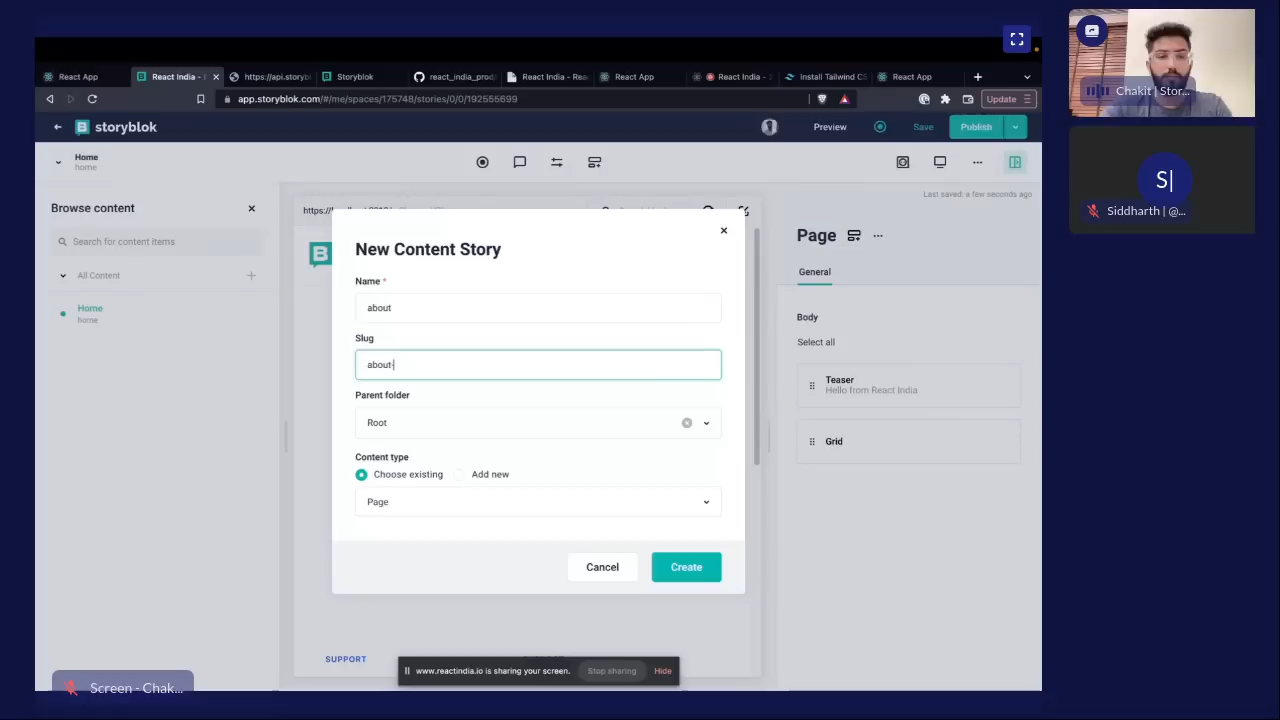 React App
React India -
https://api.storybl
Storyblok
react_india_prod
React India - Rea
React App
React India - 
Install Tailwind CS
React App
app.storyblok.com/#/me/spaces/175748/stories/0/0/192555699
Update
storyblok
Preview
Save
Publish
Home
home
Last saved: a few seconds ago
Browse content
Search for content items
All Content
Home
home
New Content Story
Name *
about
Slug
about-
Parent folder
Root
Content type
Choose existing
Add new
Page
Cancel
Create
Page
General
Body
Select all
Teaser
Hello from React India
Grid
SUPPORT
www.reactindia.io is sharing your screen.
Stop sharing
Hide
Screen - Chak...
Chakit | Stor...
S|
Siddharth | @...